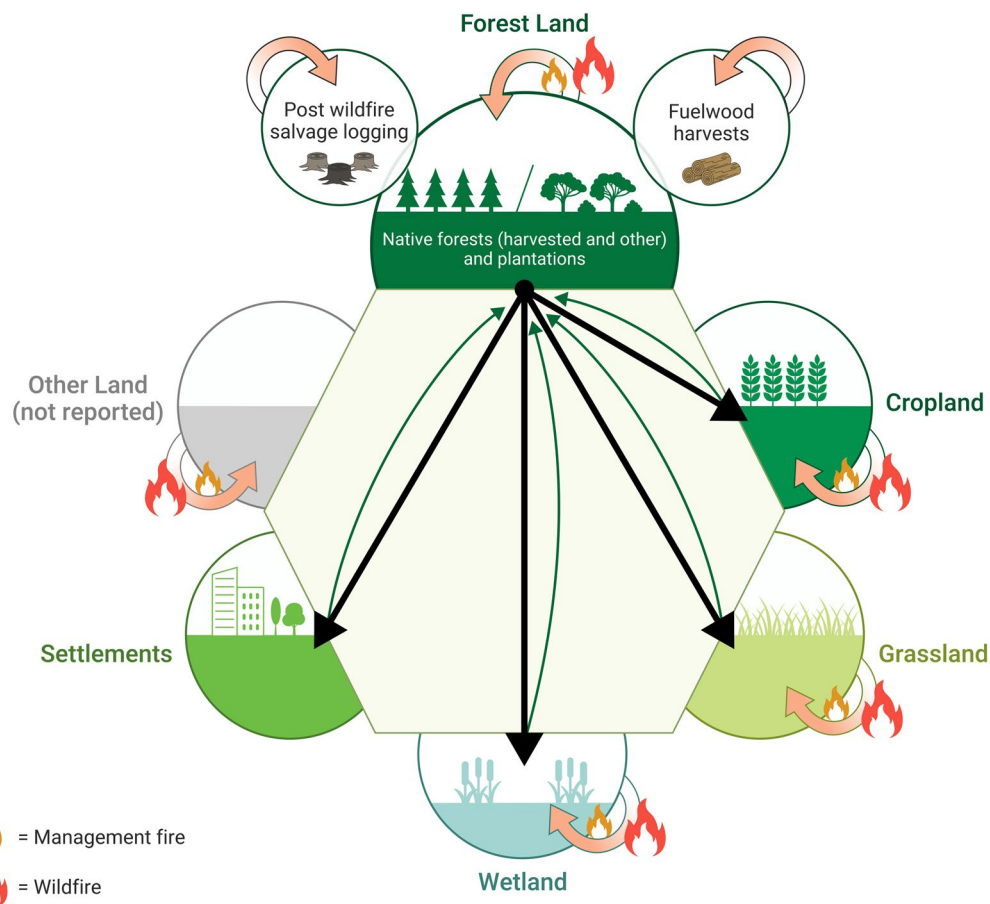 Forest Land
Post wildfire
salvage logging
Fuelwood
harvests
Native forests (harvested and other)
and plantations
Other Land
(not reported)
Cropland
Settlements
Grassland
Wetland
= Management fire
= Wildfire